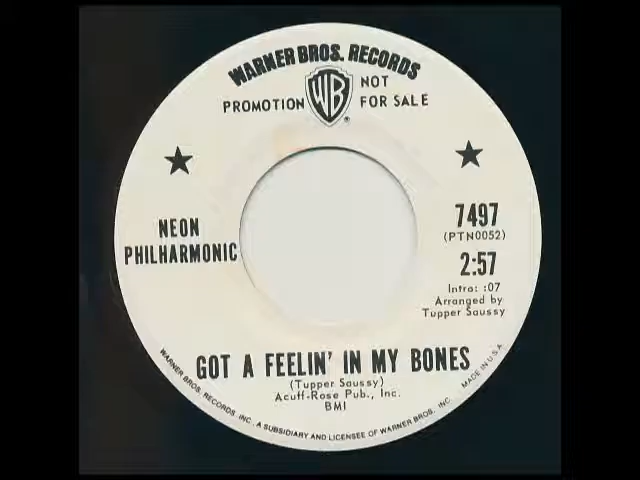 WARNER BROS. RECORDS
PROMOTION WB NOT FOR SALE
®
NEON
PHILHARMONIC
7497
(PTN0052)
2:57
Intro: :07
Arranged by
Tupper Saussy
GOT A FEELIN' IN MY BONES
(Tupper Saussy)
Acuff-Rose Pub., Inc.
BMI
WARNER BROS. RECORDS, INC. A SUBSIDIARY AND LICENSEE OF WARNER BROS. INC. MADE IN U.S.A.